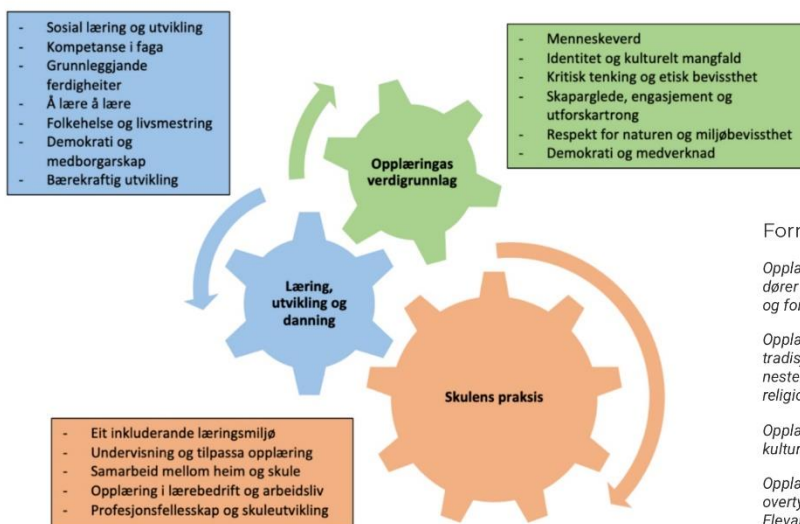 - Sosial læring og utvikling
- Kompetanse i faga
- Grunnleggjande
ferdigheiter
- Å lære å lære
- Folkehelse og livsmestring
- Demokrati og
medborgarskap
- Bærekraftig utvikling
- Menneskeverd
- Identitet og kulturelt mangfald
- Kritisk tenking og etisk bevissthet
- Skaparglede, engasjement og
utforskartrong
- Respekt for naturen og miljøbevissthet
- Demokrati og medverknad
Opplæringas
verdigrunnlag
Læring,
utvikling og
danning
Skulens praksis
- Eit inkluderande læringsmiljø
- Undervisning og tilpassa opplæring
- Samarbeid mellom heim og skule
- Opplæring i lærebedrift og arbeidsliv
- Profesjonsfellesskap og skuleutvikling
dører
neste